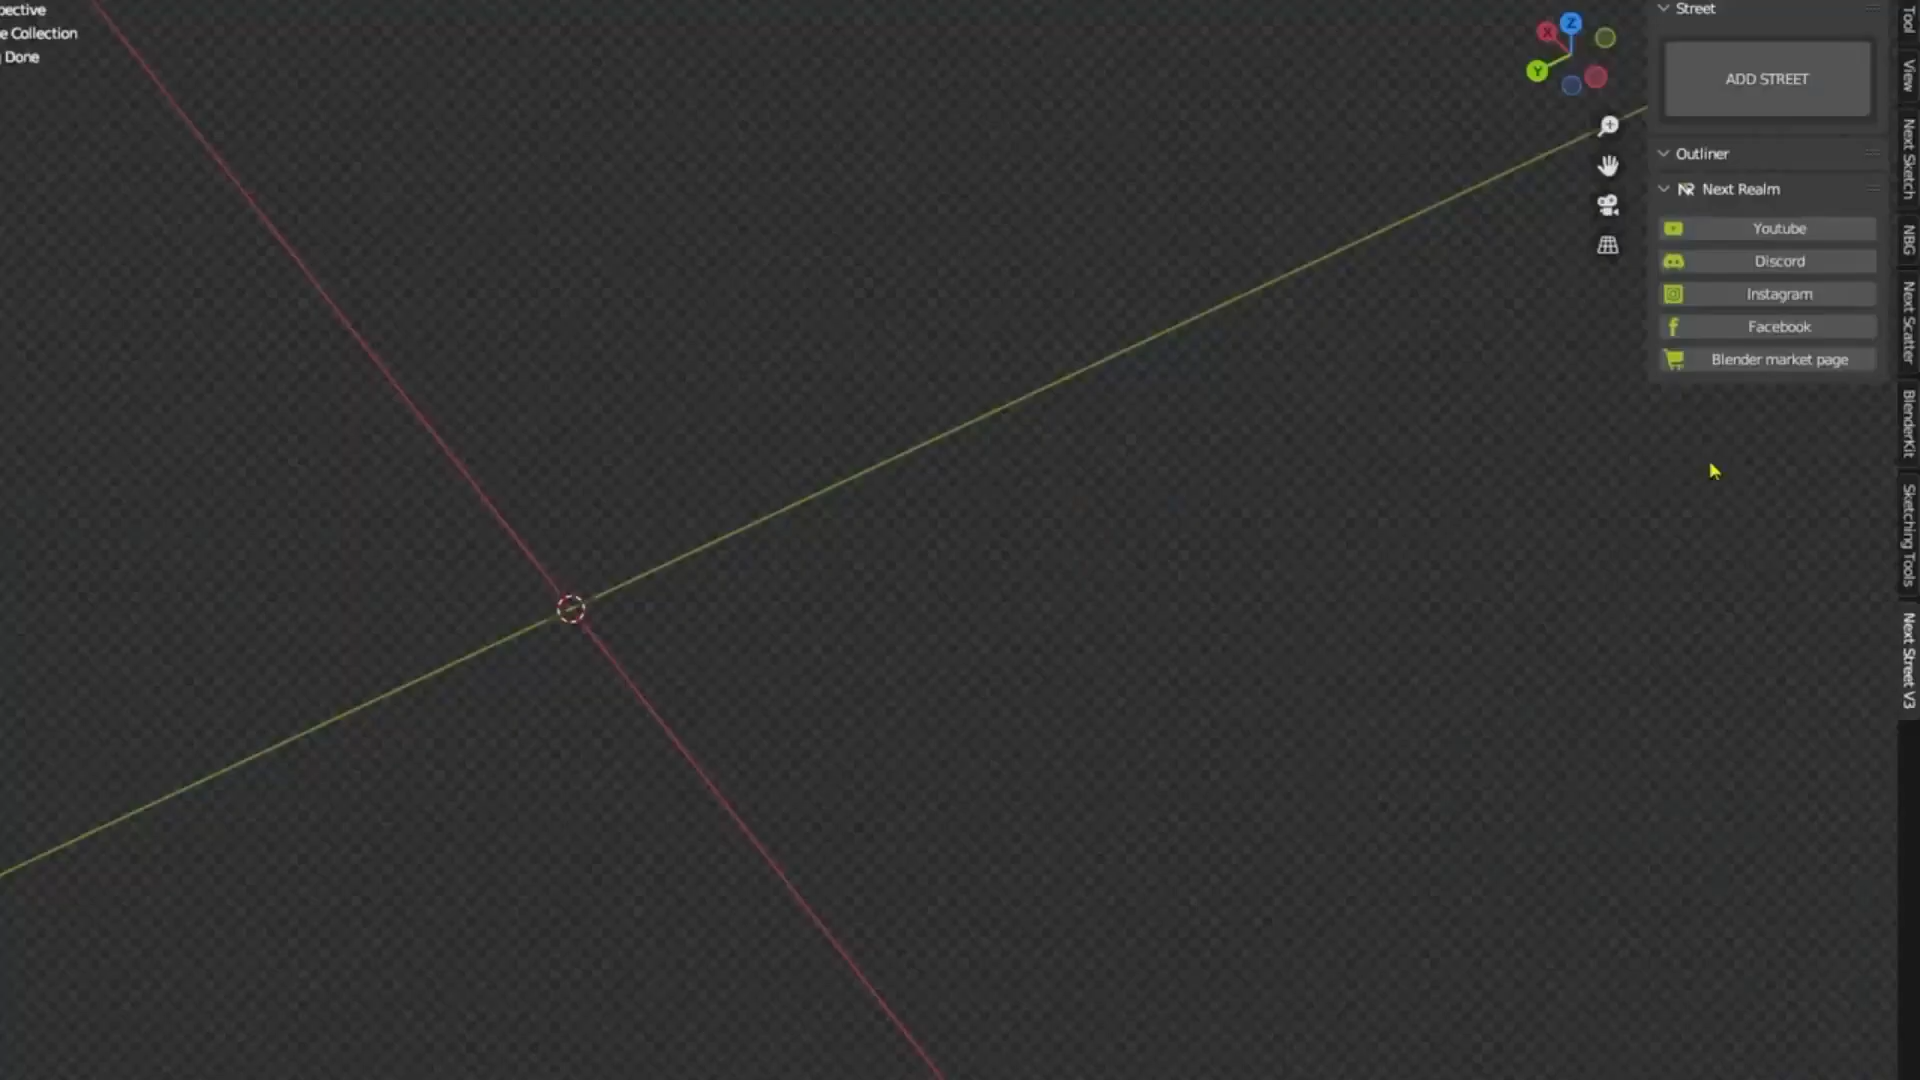 pective
e Collection
Done
X
Y
Z
Street
ADD STREET
Outliner
Next Realm
Youtube
Discord
Instagram
Facebook
Blender market page
Tool
View
Next Sketch
NBG
Next Scatter
BlenderKit
Sketching Tools
Next Street V3